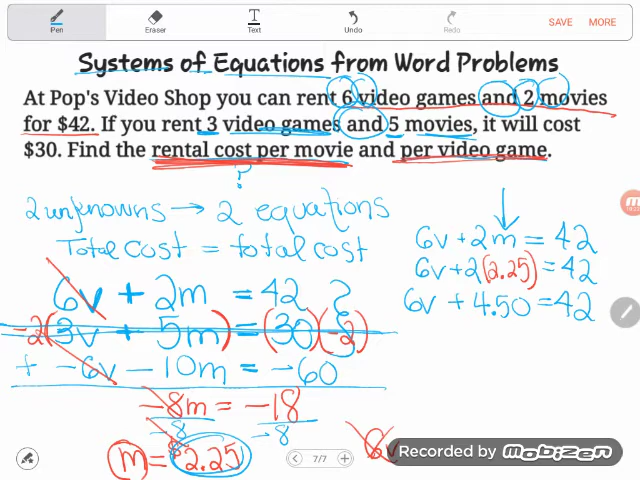 Pen Eraser Text Undo Redo SAVE MORE
Systems of Equations from Word Problems
At Pop's Video Shop you can rent 6 video games and 2 movies
for $42. If you rent 3 video games and 5 movies, it will cost
$30. Find the rental cost per movie and per video game.
?
2 unknowns → 2 equations
Total cost = total cost
6v + 2m = 42 ?
-2(3v + 5m) = (30)(-2)
+ -6v - 10m = -60
-8m = -18
-8 -8
m = $2.25
6v + 2m = 42
6v + 2(2.25) = 42
6v + 4.50 = 42
7/7
Recorded by Mobizen